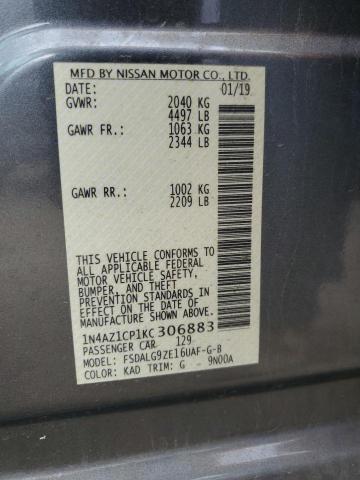 MFD BY NISSAN MOTOR CO., LTD.
DATE: 01/19
GVWR: 2040 KG
4497 LB
GAWR FR.: 1063 KG
2344 LB
GAWR RR.: 1002 KG
2209 LB
THIS VEHICLE CONFORMS TO
ALL APPLICABLE FEDERAL
MOTOR VEHICLE SAFETY,
BUMPER, AND THEFT
PREVENTION STANDARDS IN
EFFECT ON THE DATE OF
MANUFACTURE SHOWN ABOVE.
1N4AZ1CP1KC306883
PASSENGER CAR 129
MODEL: FSDALG9ZE16UAF-G-B
COLOR: KAD TRIM: G 9N00A